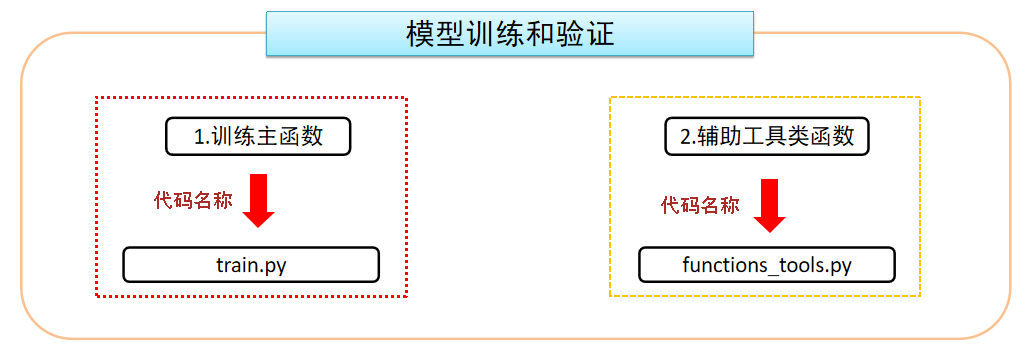 模型训练和验证
1.训练主函数
代码名称
train.py
2.辅助工具类函数
代码名称
functions_tools.py